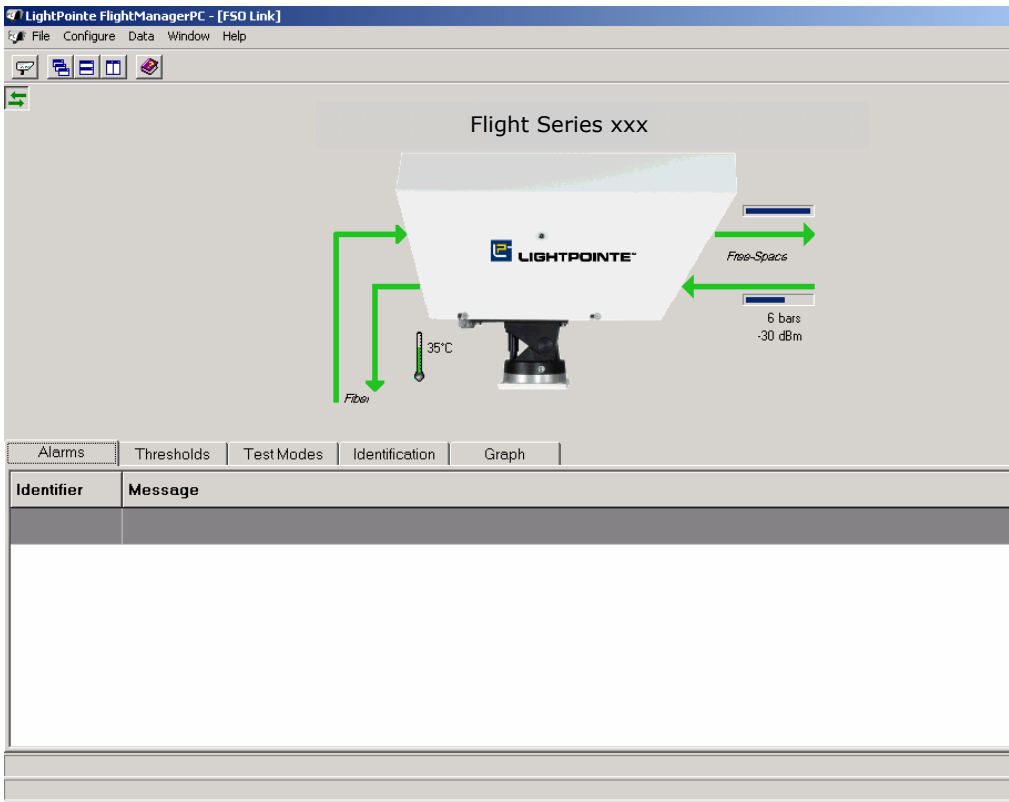 LightPointe FlightManagerPC - [FSO Link]
File Configure Data Window Help
Flight Series xxx
LIGHTPOINTE™
Free-Space
6 bars
-30 dBm
35°C
Fiber
Alarms Thresholds Test Modes Identification Graph
Identifier Message